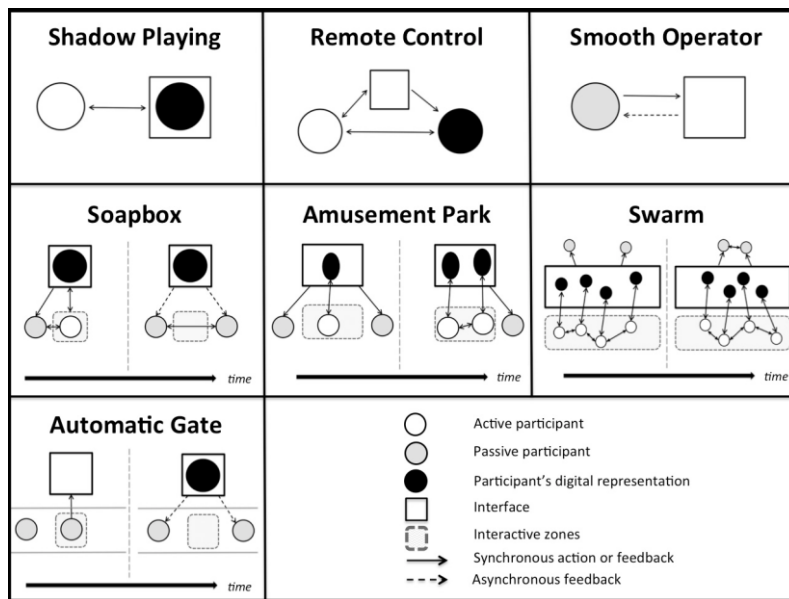 Shadow Playing
Remote Control
Smooth Operator
Soapbox
Amusement Park
Swarm
time
time
time
Automatic Gate
time
Active participant
Passive participant
Participant's digital representation
Interface
Interactive zones
Synchronous action or feedback
Asynchronous feedback